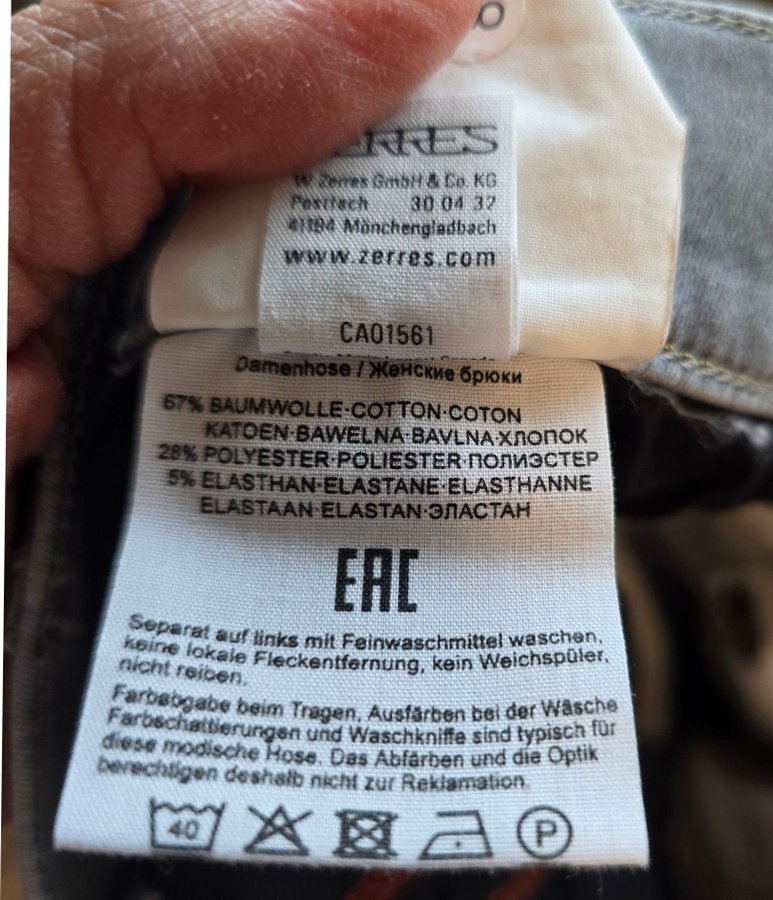 ZERRES
W. Zerres GmbH & Co. KG
Postfach 30 04 32
41194 Mönchengladbach
www.zerres.com
CA01561
Damenhose / Женские брюки
67% BAUMWOLLE·COTTON·COTON
KATOEN·BAWELNA·BAVLNA·ХЛОПОК
28% POLYESTER·POLIESTER·ПОЛИЭСТЕР
5% ELASTHAN·ELASTANE·ELASTHANNE
ELASTAAN·ELASTAN·ЭЛАСТАН
EAC
Separat auf links mit Feinwaschmittel waschen,
keine lokale Fleckentfernung, kein Weichspüler,
nicht reiben.
Farbabgabe beim Tragen, Ausfärben bei der Wäsche
Farbschattierungen und Waschkniffe sind typisch für
diese modische Hose. Das Abfärben und die Optik
berechtigen deshalb nicht zur Reklamation.
40
P